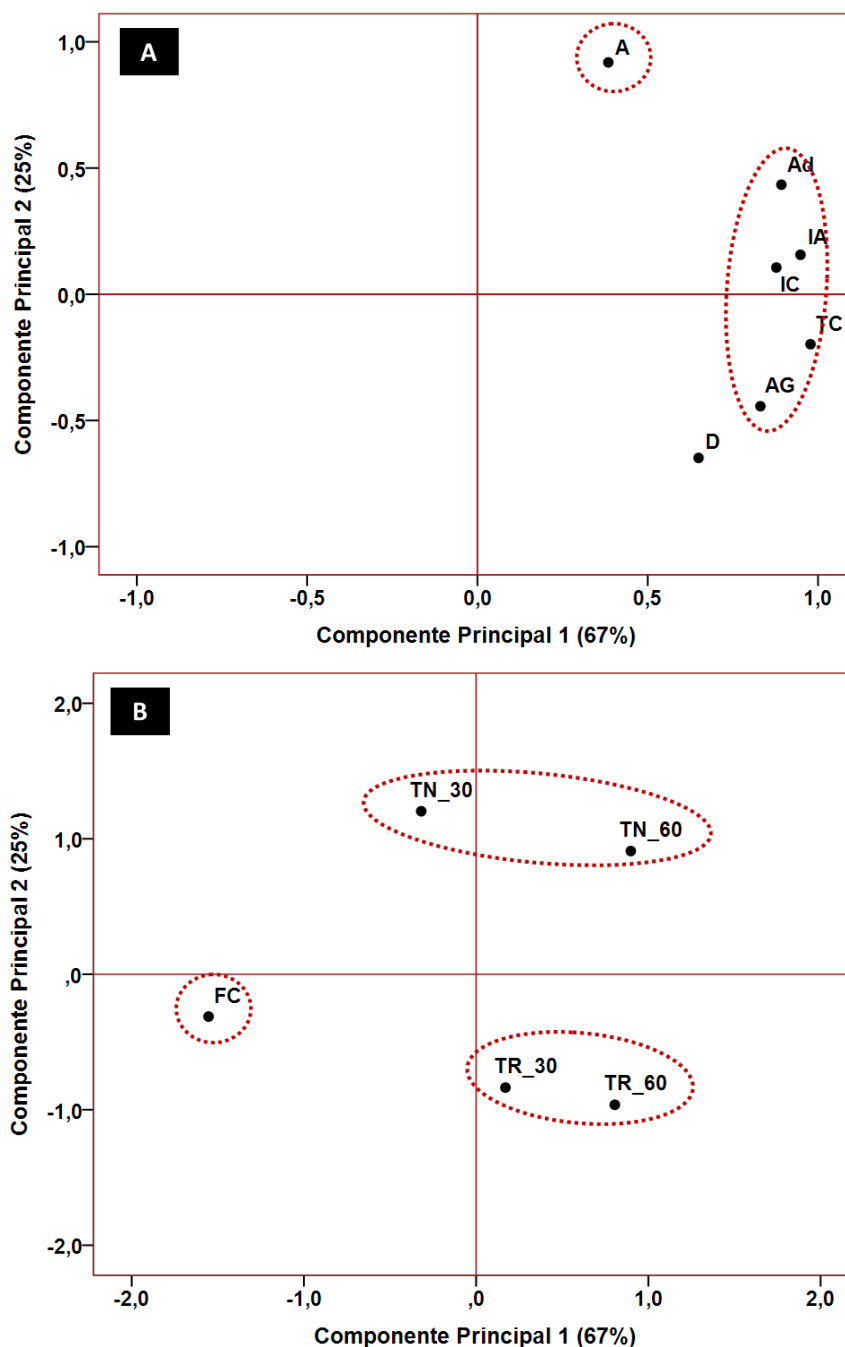 A
A
Ad
IA
IC
TC
AG
D
1,0
0,5
0,0
-0,5
-1,0
Componente Principal 2 (25%)
-1,0 -0,5 0,0 0,5 1,0
Componente Principal 1 (67%)
B
TN_30
TN_60
FC
TR_30
TR_60
2,0
1,0
,0
-1,0
-2,0
Componente Principal 2 (25%)
-2,0 -1,0 ,0 1,0 2,0
Componente Principal 1 (67%)